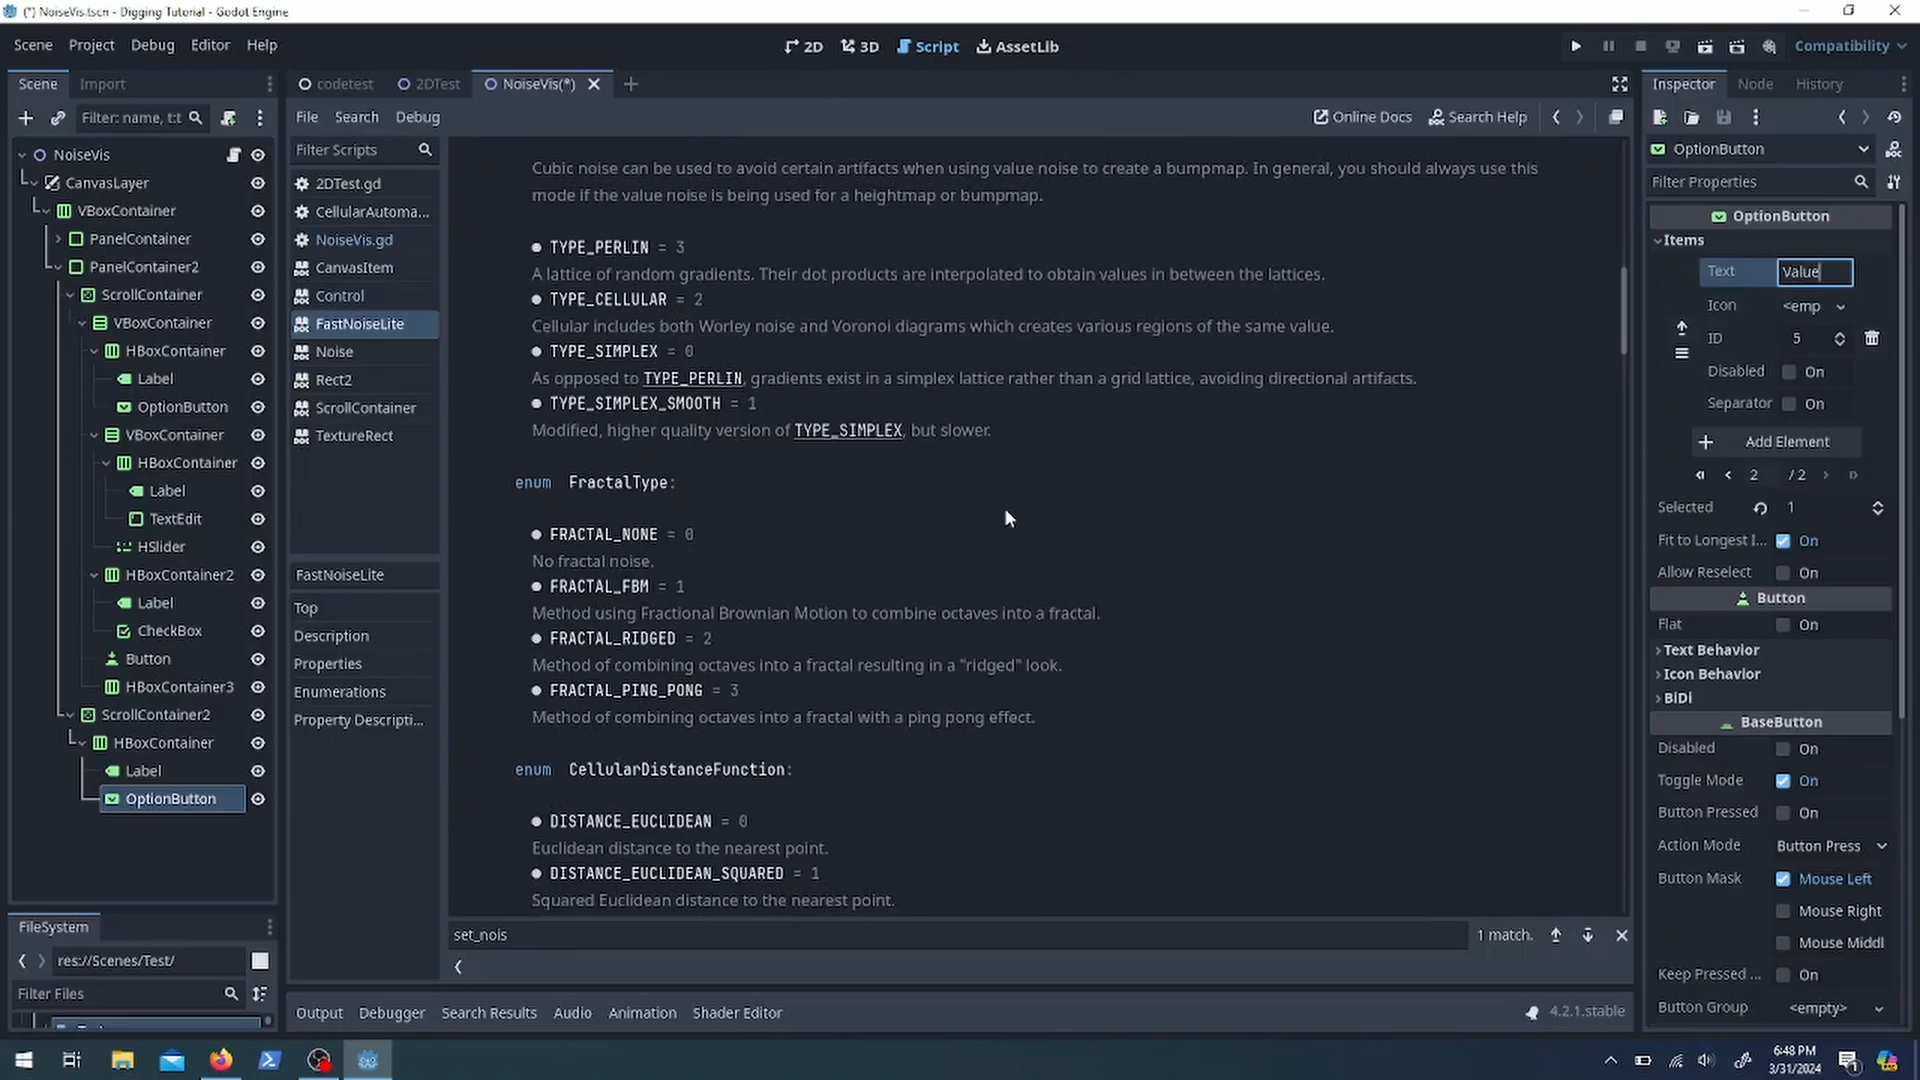 (*) NoiseVis.tscn - Digging Tutorial - Godot Engine
Scene Project Debug Editor Help
2D 3D Script AssetLib
Compatibility
Scene Import
Filter: name, t:t
NoiseVis
CanvasLayer
VBoxContainer
PanelContainer
PanelContainer2
ScrollContainer
VBoxContainer
HBoxContainer
Label
OptionButton
VBoxContainer
HBoxContainer
Label
TextEdit
HSlider
HBoxContainer2
Label
CheckBox
Button
HBoxContainer3
ScrollContainer2
HBoxContainer
Label
OptionButton
FileSystem
res://Scenes/Test/
Filter Files
codetest 2DTest NoiseVis(*)
File Search Debug
Online Docs Search Help
Filter Scripts
2DTest.gd
CellularAutoma...
NoiseVis.gd
CanvasItem
Control
FastNoiseLite
Noise
Rect2
ScrollContainer
TextureRect
FastNoiseLite
Top
Description
Properties
Enumerations
Property Descripti...
Cubic noise can be used to avoid certain artifacts when using value noise to create a bumpmap. In general, you should always use this
mode if the value noise is being used for a heightmap or bumpmap.
TYPE_PERLIN = 3
A lattice of random gradients. Their dot products are interpolated to obtain values in between the lattices.
TYPE_CELLULAR = 2
Cellular includes both Worley noise and Voronoi diagrams which creates various regions of the same value.
TYPE_SIMPLEX = 0
As opposed to TYPE_PERLIN, gradients exist in a simplex lattice rather than a grid lattice, avoiding directional artifacts.
TYPE_SIMPLEX_SMOOTH = 1
Modified, higher quality version of TYPE_SIMPLEX, but slower.
enum FractalType:
FRACTAL_NONE = 0
No fractal noise.
FRACTAL_FBM = 1
Method using Fractional Brownian Motion to combine octaves into a fractal.
FRACTAL_RIDGED = 2
Method of combining octaves into a fractal resulting in a "ridged" look.
FRACTAL_PING_PONG = 3
Method of combining octaves into a fractal with a ping pong effect.
enum CellularDistanceFunction:
DISTANCE_EUCLIDEAN = 0
Euclidean distance to the nearest point.
DISTANCE_EUCLIDEAN_SQUARED = 1
Squared Euclidean distance to the nearest point.
set_nois
1 match.
Output Debugger Search Results Audio Animation Shader Editor
4.2.1.stable
Inspector Node History
OptionButton
Filter Properties
OptionButton
Items
Text Value
Icon <emp
ID 5
Disabled On
Separator On
Add Element
2 / 2
Selected 1
Fit to Longest I... On
Allow Reselect On
Button
Flat On
Text Behavior
Icon Behavior
BiDi
BaseButton
Disabled On
Toggle Mode On
Button Pressed On
Action Mode Button Press
Button Mask Mouse Left
Mouse Right
Mouse Middl
Keep Pressed ... On
Button Group <empty>
6:48 PM
3/31/2024